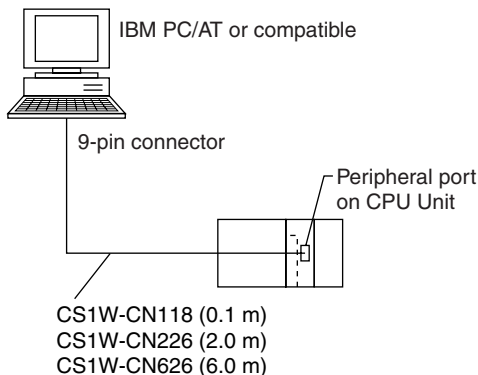 IBM PC/AT or compatible
9-pin connector
Peripheral port
on CPU Unit
CS1W-CN118 (0.1 m)
CS1W-CN226 (2.0 m)
CS1W-CN626 (6.0 m)